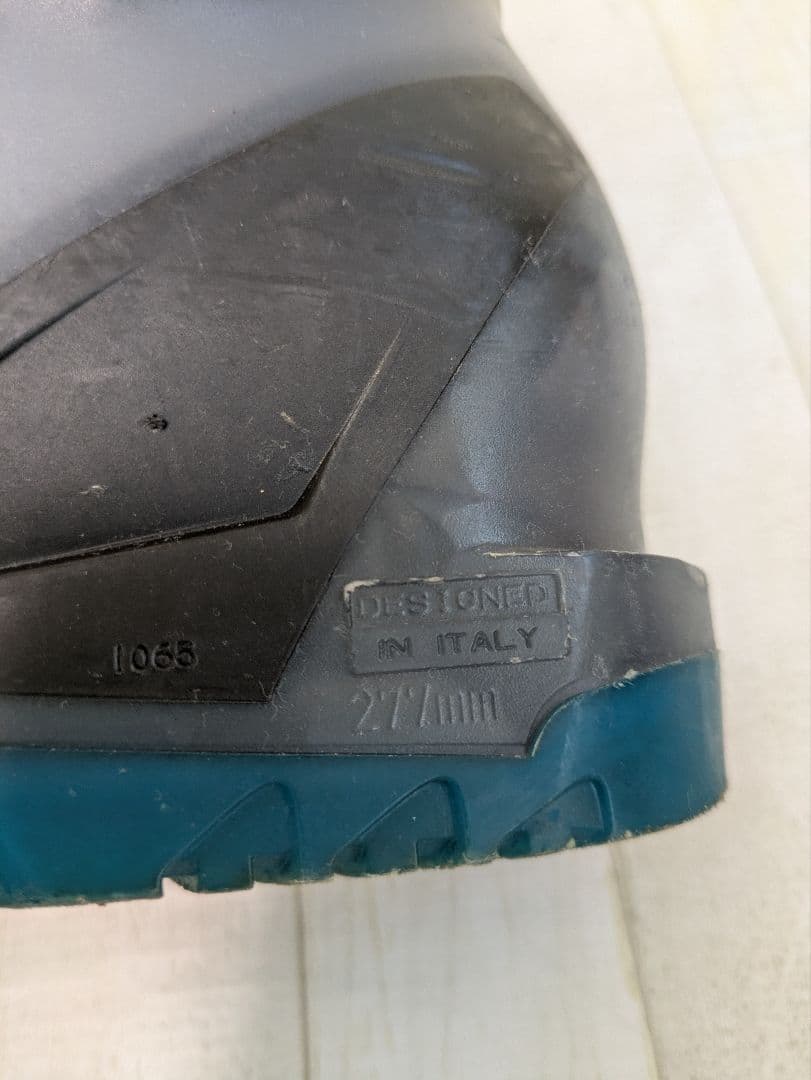 DESIGNED
IN ITALY
1065
277mm